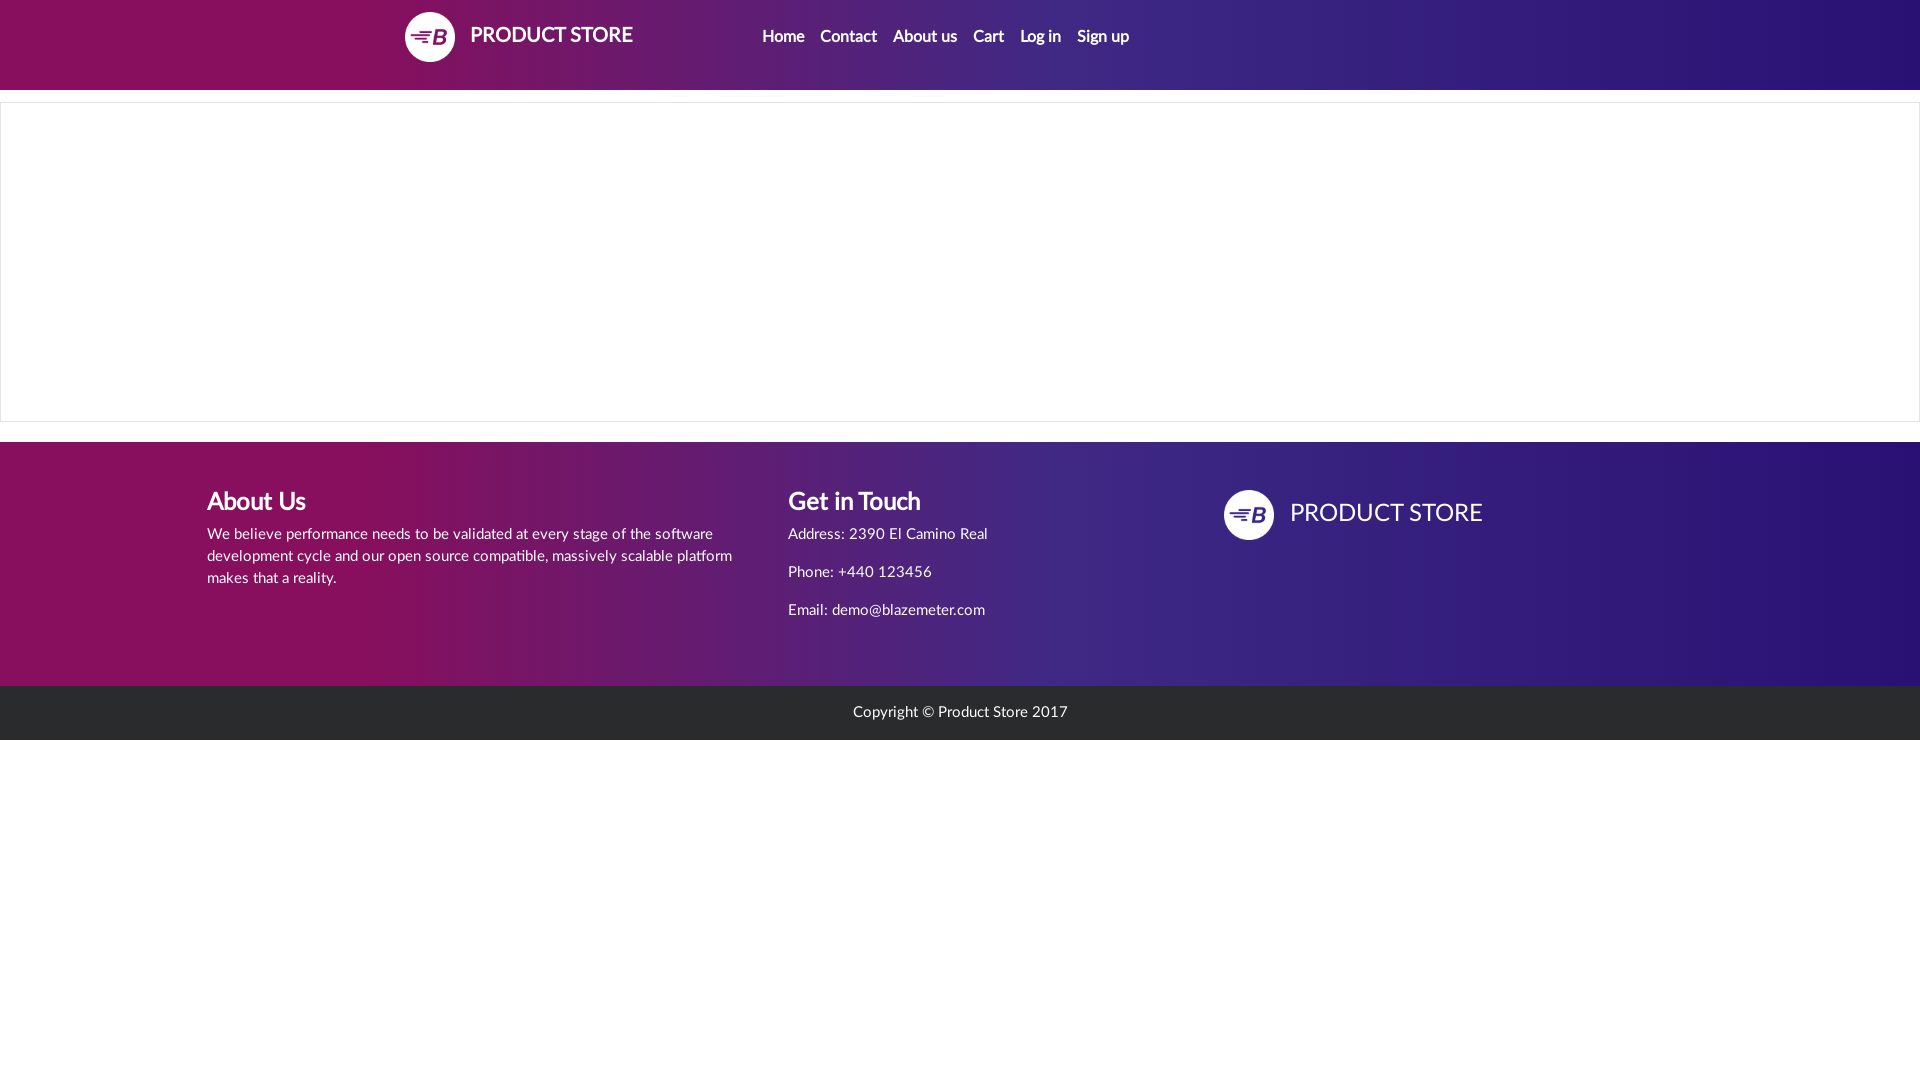 B PRODUCT STORE
Home Contact About us Cart Log in Sign up
About Us
We believe performance needs to be validated at every stage of the software
development cycle and our open source compatible, massively scalable platform
makes that a reality.
Get in Touch
Address: 2390 El Camino Real
Phone: +440 123456
Email: demo@blazemeter.com
B PRODUCT STORE
Copyright © Product Store 2017